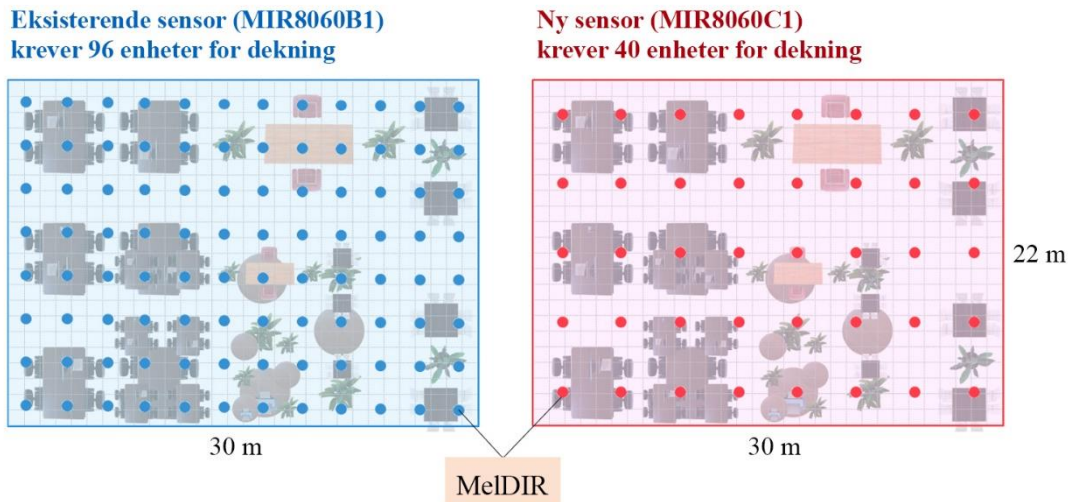 Eksisterende sensor (MIR8060B1)
krever 96 enheter for dekning
Ny sensor (MIR8060C1)
krever 40 enheter for dekning
22 m
30 m
30 m
MelDIR